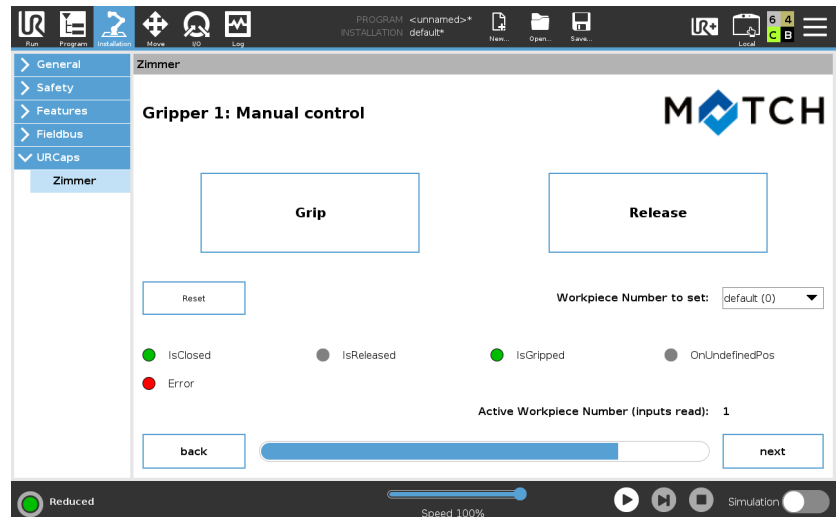 PROGRAM <unnamed>*
INSTALLATION default*
Run Program Installation Move I/O Log New... Open... Save... UR+ Local 6 4 C B
General
Safety
Features
Fieldbus
URCaps
Zimmer
Zimmer
Gripper 1: Manual control
MATCH
Grip Release
Reset Workpiece Number to set: default (0)
IsClosed IsReleased IsGripped OnUndefinedPos
Error
Active Workpiece Number (inputs read): 1
back next
Reduced Speed 100% Simulation